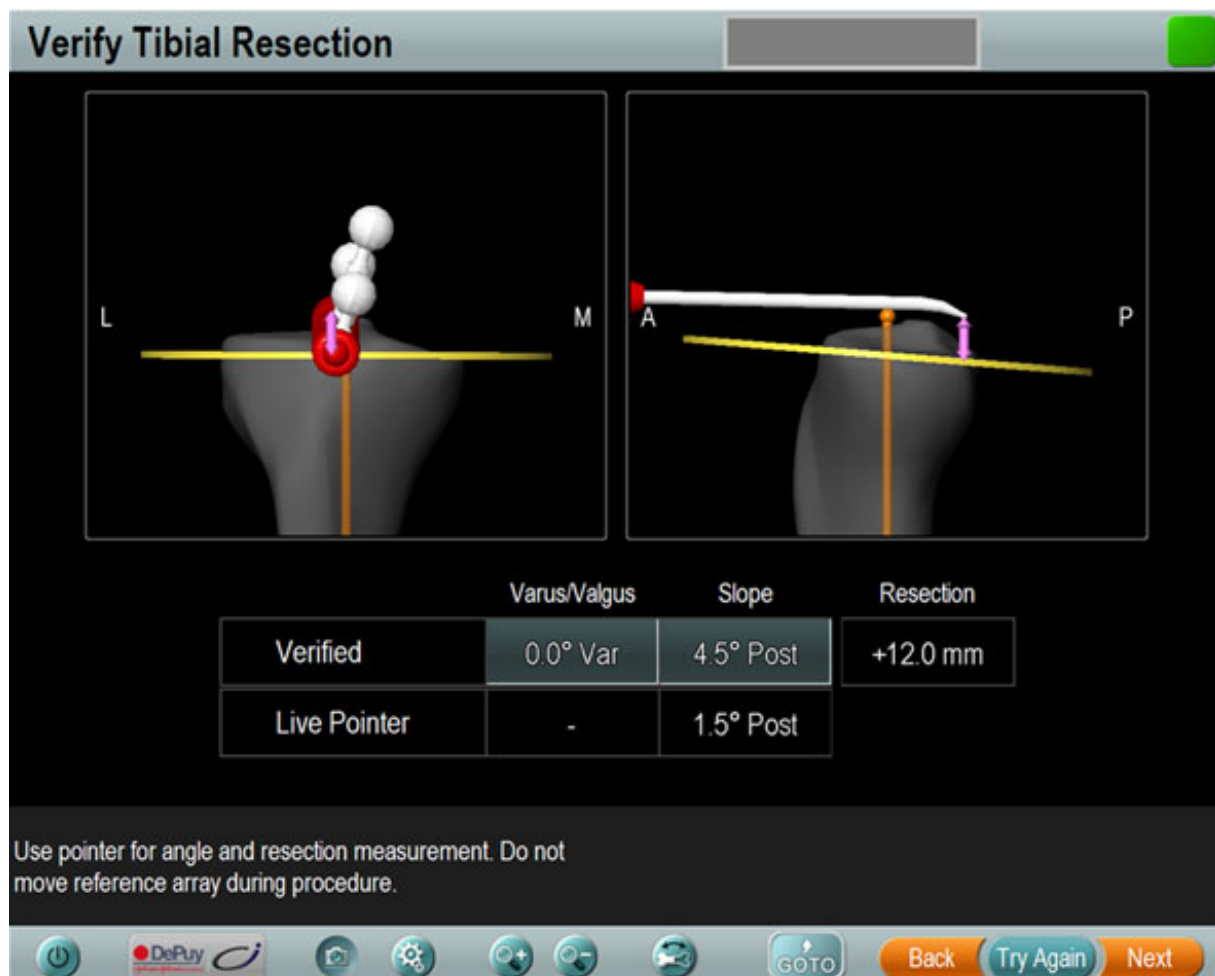 Verify Tibial Resection
L
M
A
P
Varus/Valgus Slope Resection
Verified 0.0° Var 4.5° Post +12.0 mm
Live Pointer - 1.5° Post
Use pointer for angle and resection measurement. Do not
move reference array during procedure.
DePuy Ci GOTO Back Try Again Next